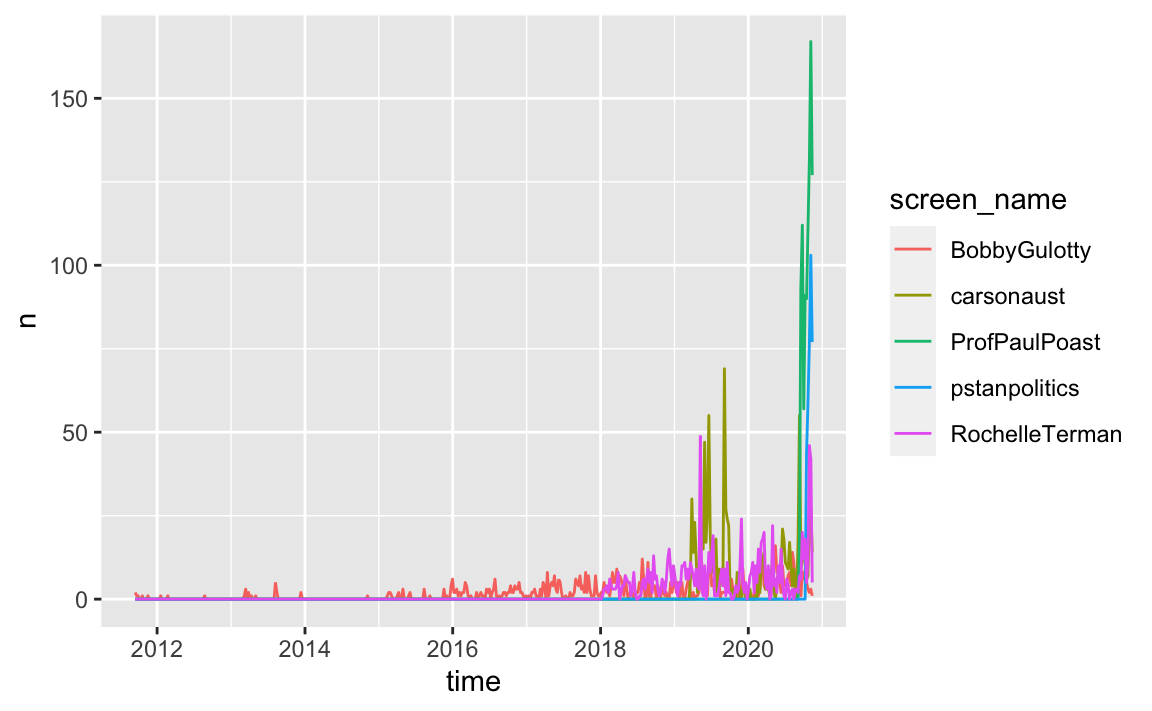 150
100
50
0
n
2012 2014 2016 2018 2020
time
screen_name
BobbyGulotty
carsonaust
ProfPaulPoast
pstanpolitics
RochelleTerman